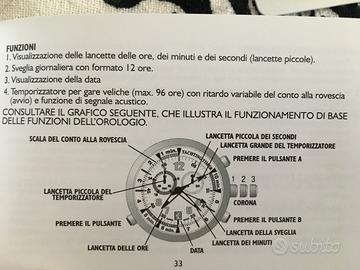 FUNZIONI
1. Visualizzazione delle lancette delle ore, dei minuti e dei secondi (lancette piccole).
2. Sveglia giornaliera con formato 12 ore.
3. Visualizzazione della data
4. Temporizzatore per gare veliche (max. 96 ore) con ritardo variabile del conto alla rovescia
(avvio) e funzione di segnale acustico.
CONSULTARE IL GRAFICO SEGUENTE, CHE ILLUSTRA IL FUNZIONAMENTO DI BASE
DELLE FUNZIONI DELL'OROLOGIO.
SCALA DEL CONTO ALLA ROVESCIA
LANCETTA PICCOLA DEI SECONDI
LANCETTA GRANDE DEL TEMPORIZZATORE
PREMERE IL PULSANTE A
LANCETTA PICCOLA DEL
TEMPORIZZATORE
1 2 3
CORONA
PREMERE IL PULSANTE
PREMERE IL PULSANTE B
LANCETTA DELLA SVEGLIA
LANCETTA DEI MINUTI
LANCETTA DELLE ORE
DATA
33
subito